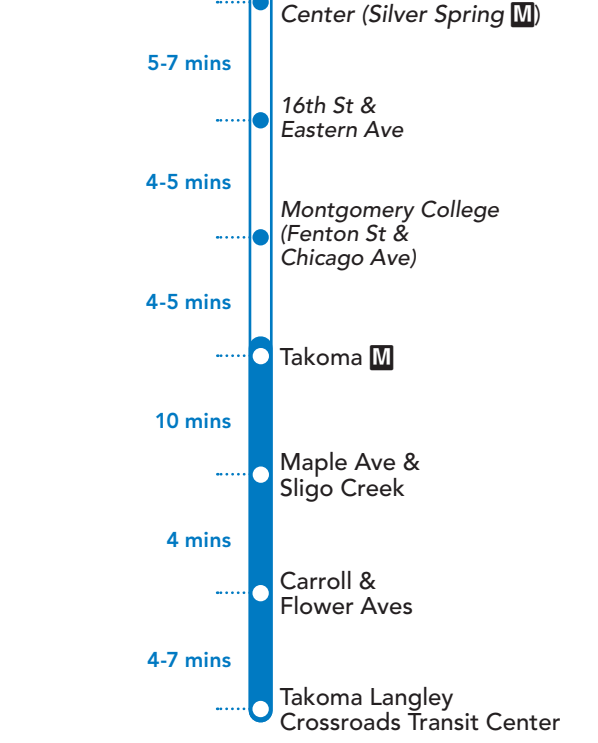 Center (Silver Spring M)
5-7 mins
16th St &
Eastern Ave
4-5 mins
Montgomery College
(Fenton St &
Chicago Ave)
4-5 mins
Takoma M
10 mins
Maple Ave &
Sligo Creek
4 mins
Carroll &
Flower Aves
4-7 mins
Takoma Langley
Crossroads Transit Center